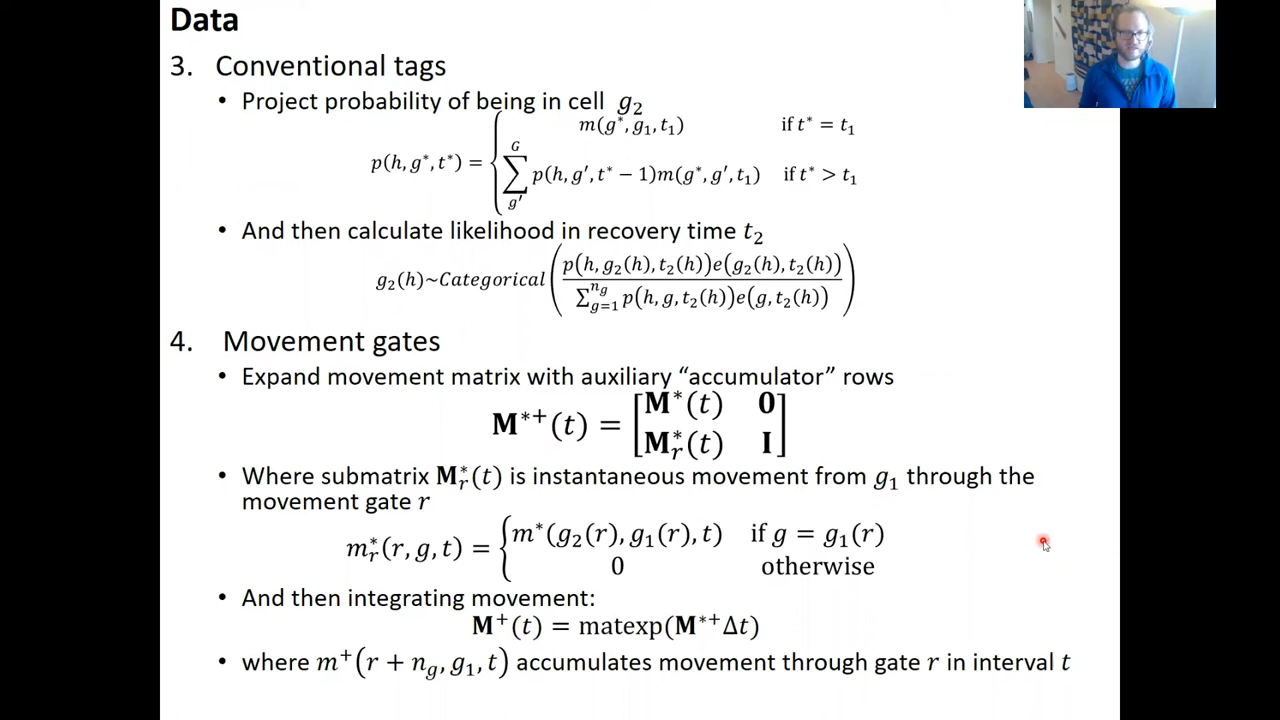 Data
3. Conventional tags
• Project probability of being in cell g₂
p(h, g*, t*) = { m(g*, g₁, t₁) if t* = t₁
∑_{g′}^{G} p(h, g′, t* − 1)m(g*, g′, t₁) if t* > t₁
• And then calculate likelihood in recovery time t₂
g₂(h)~Categorical ( p(h, g₂(h), t₂(h))e(g₂(h), t₂(h)) / ∑_{g=1}^{n_g} p(h, g, t₂(h))e(g, t₂(h)) )
4. Movement gates
• Expand movement matrix with auxiliary “accumulator” rows
M*⁺(t) = [ M*(t) 0
M*ᵣ(t) I ]
• Where submatrix M*ᵣ(t) is instantaneous movement from g₁ through the
movement gate r
m*ᵣ(r, g, t) = { m*(g₂(r), g₁(r), t) if g = g₁(r)
0 otherwise
• And then integrating movement:
M⁺(t) = matexp(M*⁺Δt)
• where m⁺(r + n_g, g₁, t) accumulates movement through gate r in interval t